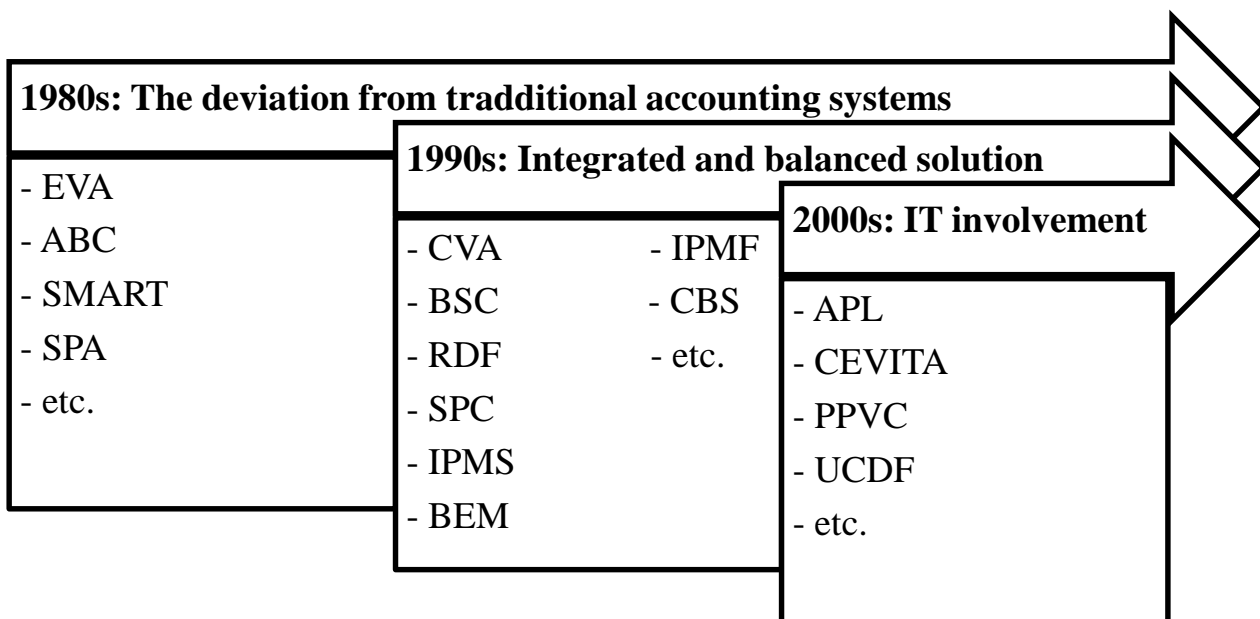 1980s: The deviation from tradditional accounting systems
- EVA
- ABC
- SMART
- SPA
- etc.
1990s: Integrated and balanced solution
- CVA
- BSC
- RDF
- SPC
- IPMS
- BEM
- IPMF
- CBS
- etc.
2000s: IT involvement
- APL
- CEVITA
- PPVC
- UCDF
- etc.